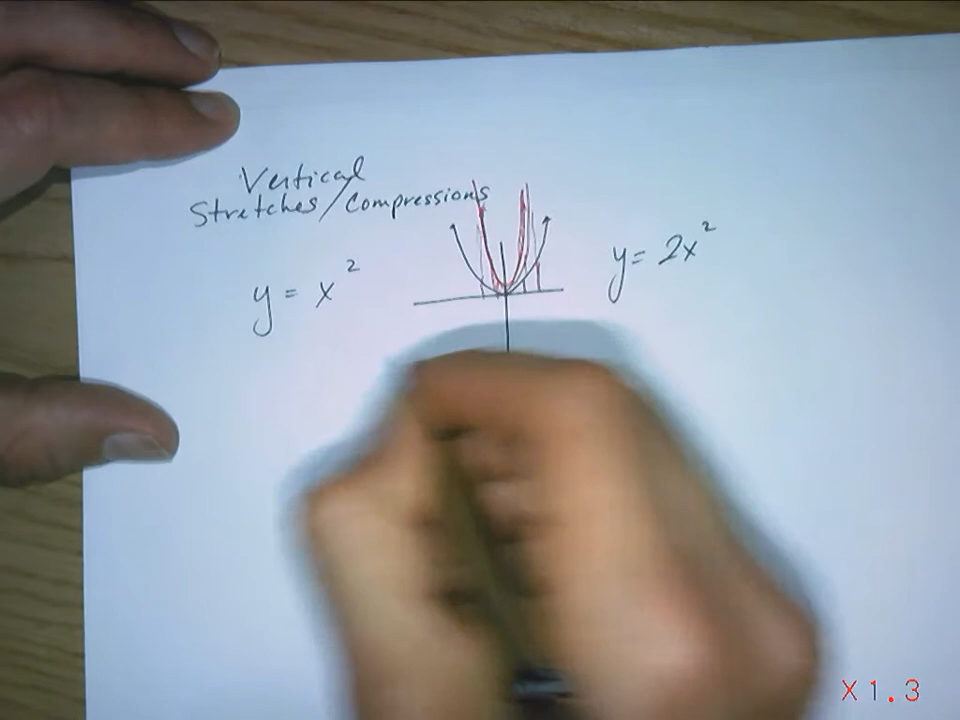 Vertical
Stretches/Compressions
y = x²
y = 2x²
X1.3